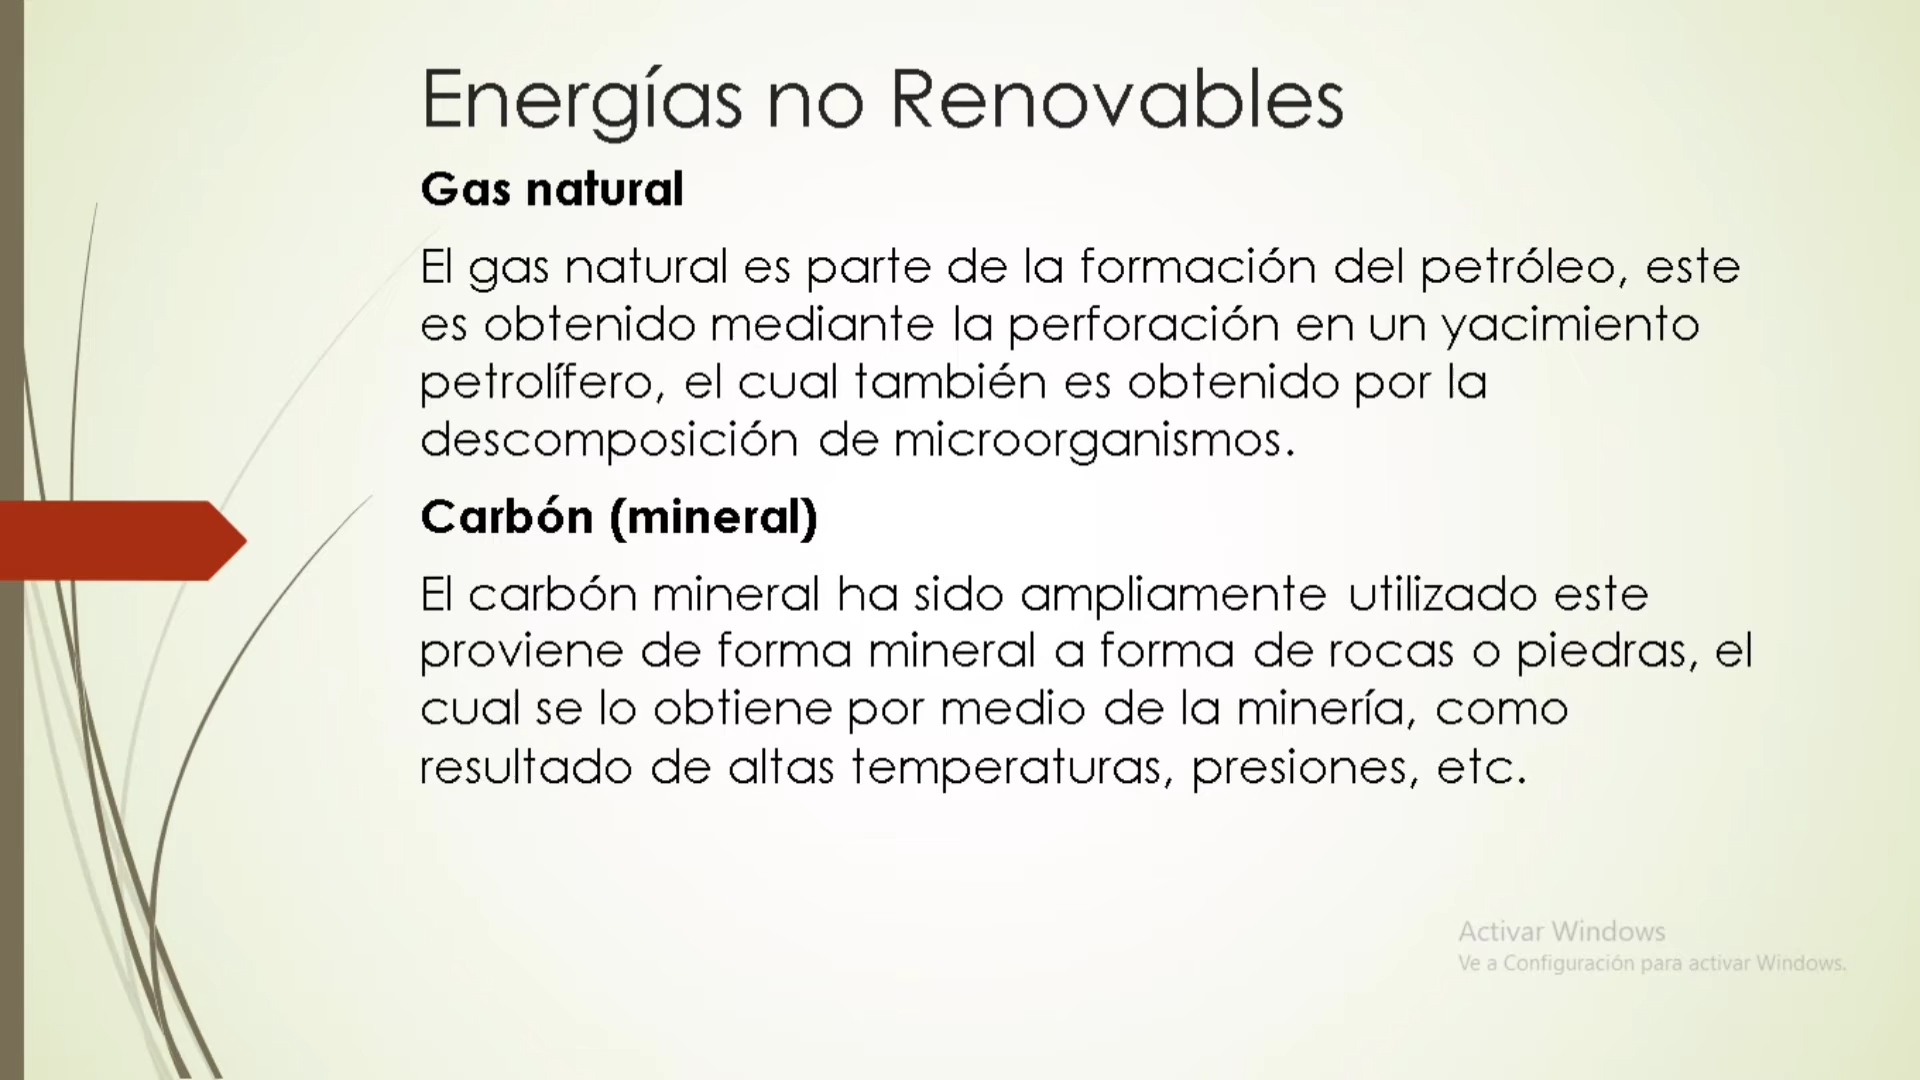 Energías no Renovables
Gas natural
El gas natural es parte de la formación del petróleo, este
es obtenido mediante la perforación en un yacimiento
petrolífero, el cual también es obtenido por la
descomposición de microorganismos.
Carbón (mineral)
El carbón mineral ha sido ampliamente utilizado este
proviene de forma mineral a forma de rocas o piedras, el
cual se lo obtiene por medio de la minería, como
resultado de altas temperaturas, presiones, etc.
Activar Windows
Ve a Configuración para activar Windows.